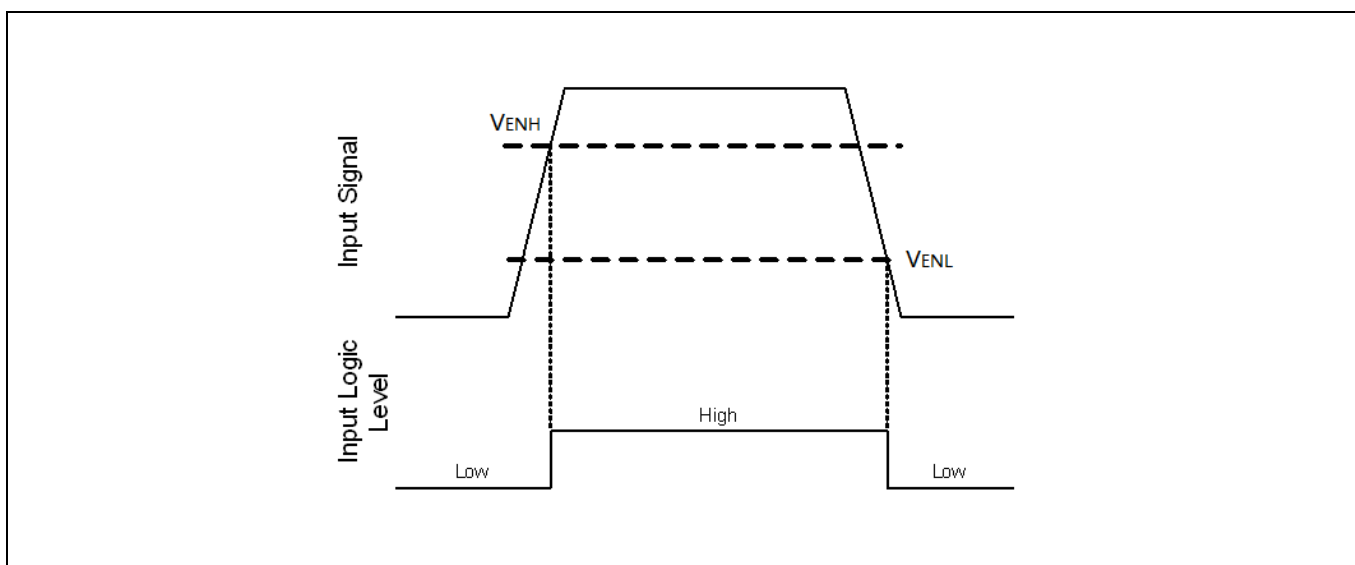 VENH
Input Signal
VENL
Input Logic
Level
High
Low
Low